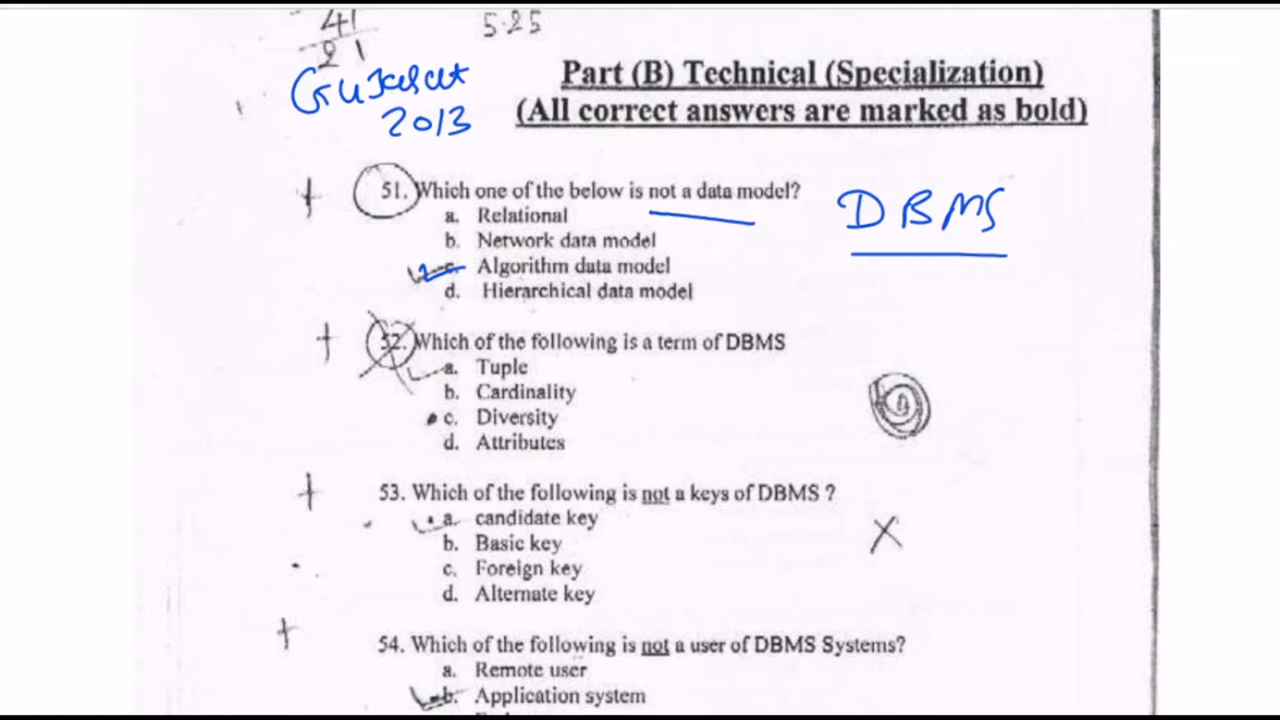 41
21
5.25
Gujarat
2013
Part (B) Technical (Specialization)
(All correct answers are marked as bold)
51. Which one of the below is not a data model?
a. Relational
b. Network data model
c. Algorithm data model
d. Hierarchical data model
DBMS
52. Which of the following is a term of DBMS
a. Tuple
b. Cardinality
c. Diversity
d. Attributes
53. Which of the following is not a keys of DBMS ?
a. candidate key
b. Basic key
c. Foreign key
d. Alternate key
54. Which of the following is not a user of DBMS Systems?
a. Remote user
b. Application system